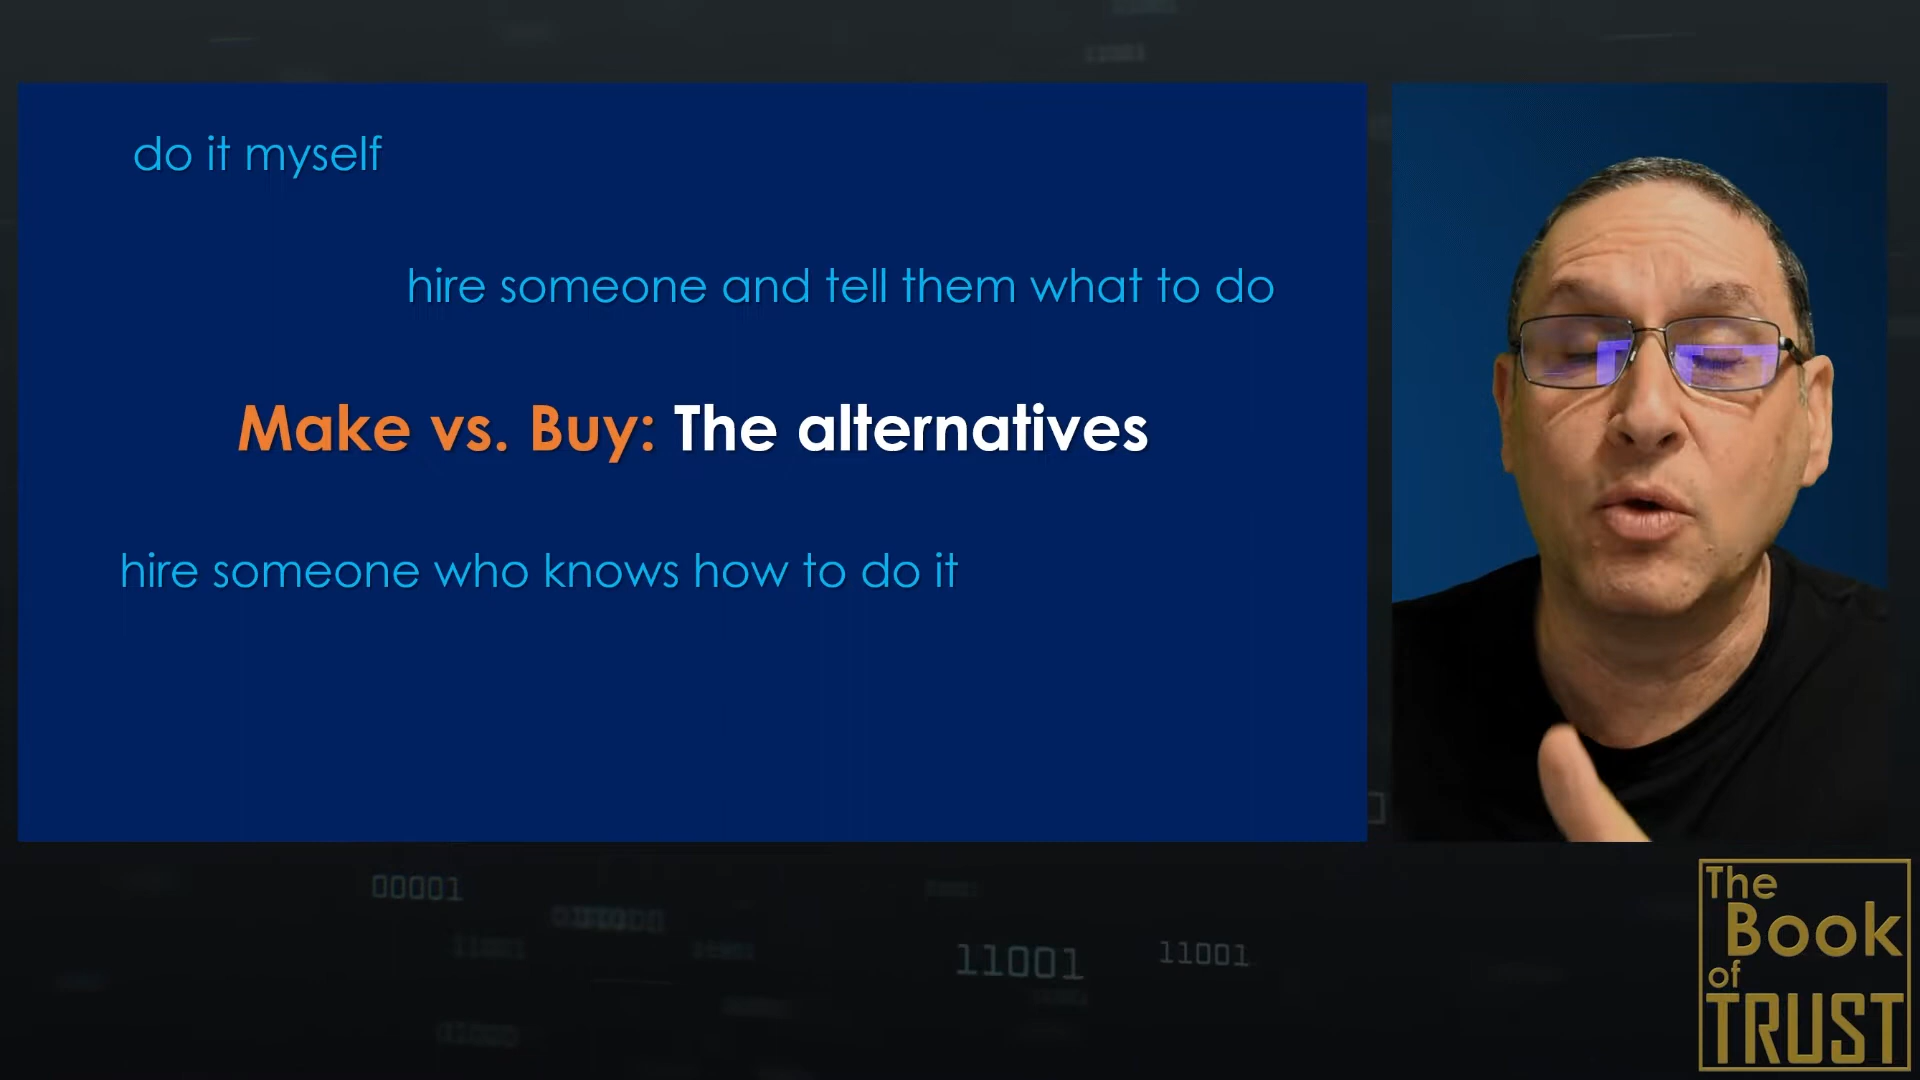 do it myself
hire someone and tell them what to do
Make vs. Buy: The alternatives
hire someone who knows how to do it
00001
11001
11001
The
Book
of
TRUST